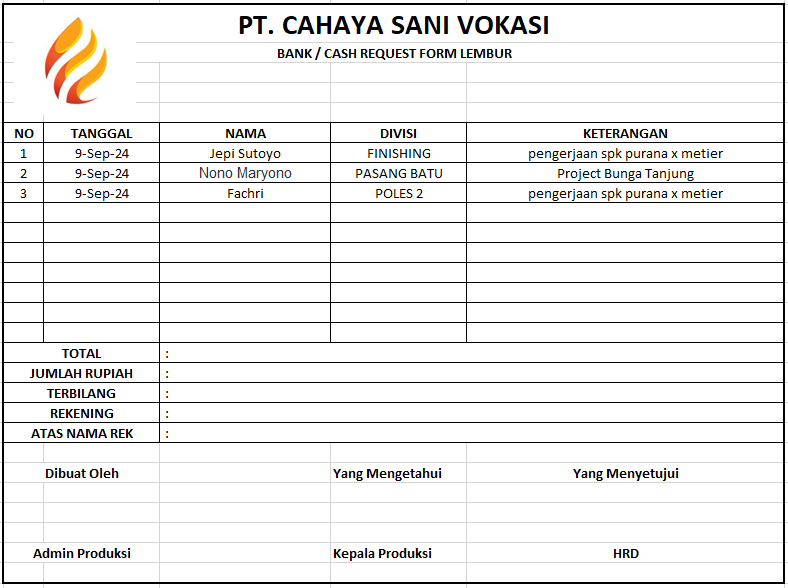 PT. CAHAYA SANI VOKASI
BANK / CASH REQUEST FORM LEMBUR
NO TANGGAL NAMA DIVISI KETERANGAN
1 9-Sep-24 Jepi Sutoyo FINISHING pengerjaan spk purana x metier
2 9-Sep-24 Nono Maryono PASANG BATU Project Bunga Tanjung
3 9-Sep-24 Fachri POLES 2 pengerjaan spk purana x metier
TOTAL :
JUMLAH RUPIAH :
TERBILANG :
REKENING :
ATAS NAMA REK :
Dibuat Oleh Yang Mengetahui Yang Menyetujui
Admin Produksi Kepala Produksi HRD